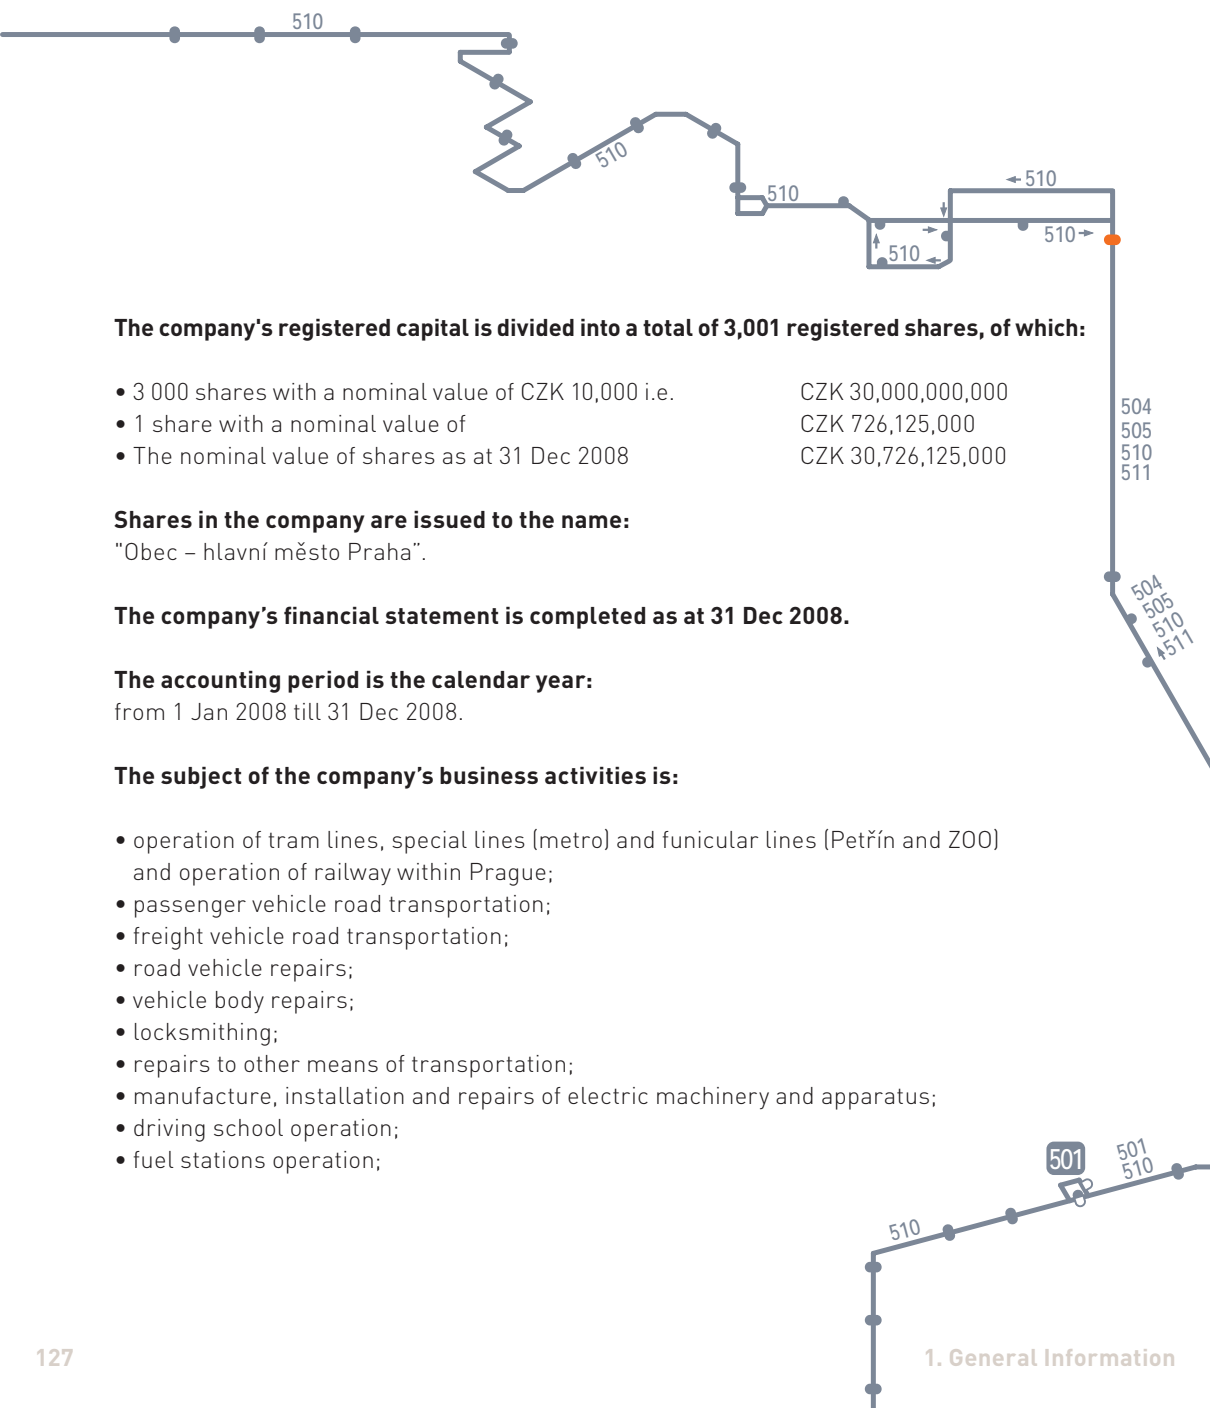 510
510
510
510
510
510
The company's registered capital is divided into a total of 3,001 registered shares, of which:
• 3 000 shares with a nominal value of CZK 10,000 i.e. CZK 30,000,000,000
• 1 share with a nominal value of CZK 726,125,000
• The nominal value of shares as at 31 Dec 2008 CZK 30,726,125,000
504
505
510
511
Shares in the company are issued to the name:
"Obec – hlavní město Praha”.
504
505
510
511
The company’s financial statement is completed as at 31 Dec 2008.
The accounting period is the calendar year:
from 1 Jan 2008 till 31 Dec 2008.
The subject of the company’s business activities is:
• operation of tram lines, special lines (metro) and funicular lines (Petřín and ZOO)
and operation of railway within Prague;
• passenger vehicle road transportation;
• freight vehicle road transportation;
• road vehicle repairs;
• vehicle body repairs;
• locksmithing;
• repairs to other means of transportation;
• manufacture, installation and repairs of electric machinery and apparatus;
• driving school operation;
• fuel stations operation;
501
501
510
510
127
1. General Information